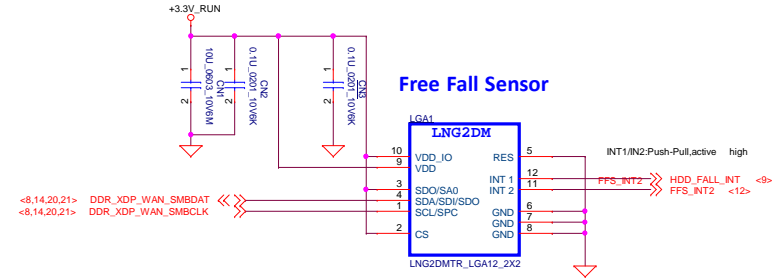 +3.3V_RUN
10U_0603_10V6M
1
2
CN1
0.1U_0201_10V6K
1
2
CN2
0.1U_0201_10V6K
1
2
CN3
Free Fall Sensor
LGA1
LNG2DM
10 VDD_IO RES 5
9 VDD
INT1/IN2:Push-Pull,active high
INT 1 12 HDD_FALL_INT <9>
3 SDO/SA0 INT 2 11 FFS_INT2 FFS_INT2 <12>
<8,14,20,21> DDR_XDP_WAN_SMBDAT 4 SDA/SDI/SDO
<8,14,20,21> DDR_XDP_WAN_SMBCLK 1 SCL/SPC GND 6
GND 7
2 CS GND 8
LNG2DMTR_LGA12_2X2